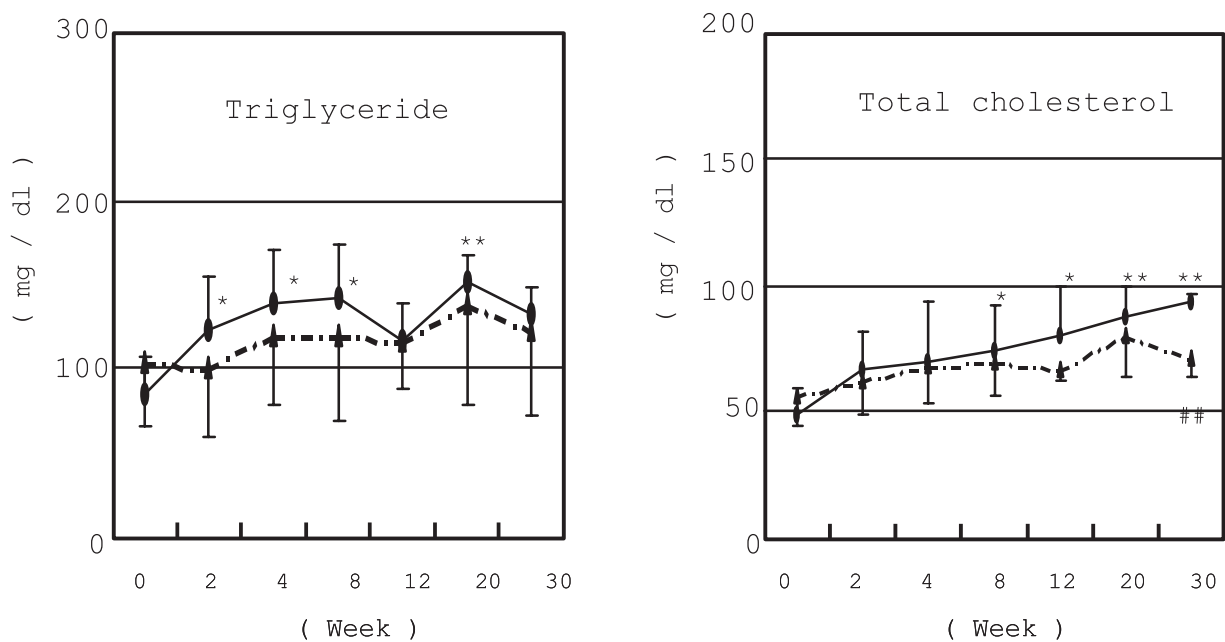 300
200
100
0
( mg / dl )
Triglyceride
*
*
*
**
0 2 4 8 12 20 30
( Week )
200
150
100
50
0
( mg / dl )
Total cholesterol
*
*
**
**
##
0 2 4 8 12 20 30
( Week )